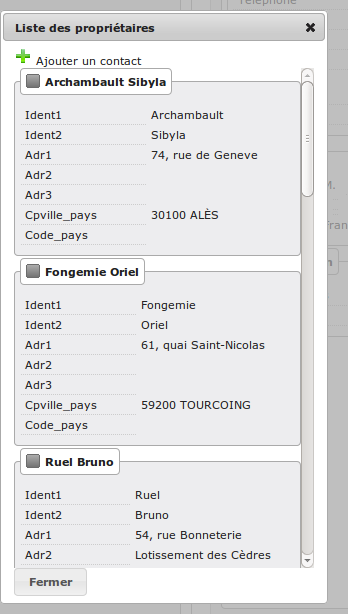 Téléphone
Liste des propriétaires
Ajouter un contact
Archambault Sibyla
Ident1 Archambault
Ident2 Sibyla
Adr1 74, rue de Geneve
Adr2
Adr3
Cpville_pays 30100 ALÈS
Code_pays
Fongemie Oriel
Ident1 Fongemie
Ident2 Oriel
Adr1 61, quai Saint-Nicolas
Adr2
Adr3
Cpville_pays 59200 TOURCOING
Code_pays
Ruel Bruno
Ident1 Ruel
Ident2 Bruno
Adr1 54, rue Bonneterie
Adr2 Lotissement des Cèdres
Fermer